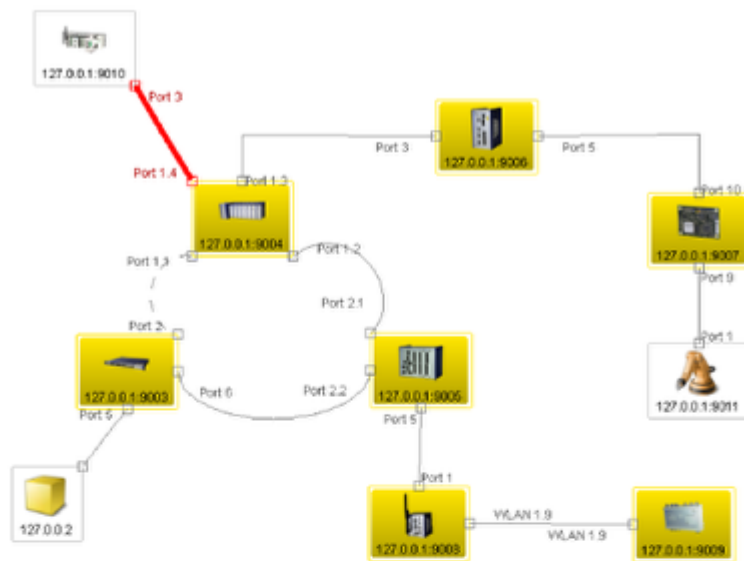 127.0.0.1:9010
Port 3
Port 1.4
Port 3
127.0.0.1:9006
Port 5
Port 1.3
127.0.0.1:9004
Port 10
127.0.0.1:9007
Port 9
Port 1.1
Port 1.2
Port 2.1
Port 2
127.0.0.1:9003
Port 6
Port 2.2
127.0.0.1:9005
Port 1
127.0.0.1:9011
Port 5
Port 5
127.0.0.2
Port 1
127.0.0.1:9008
WLAN 1.9
WLAN 1.9
127.0.0.1:9009